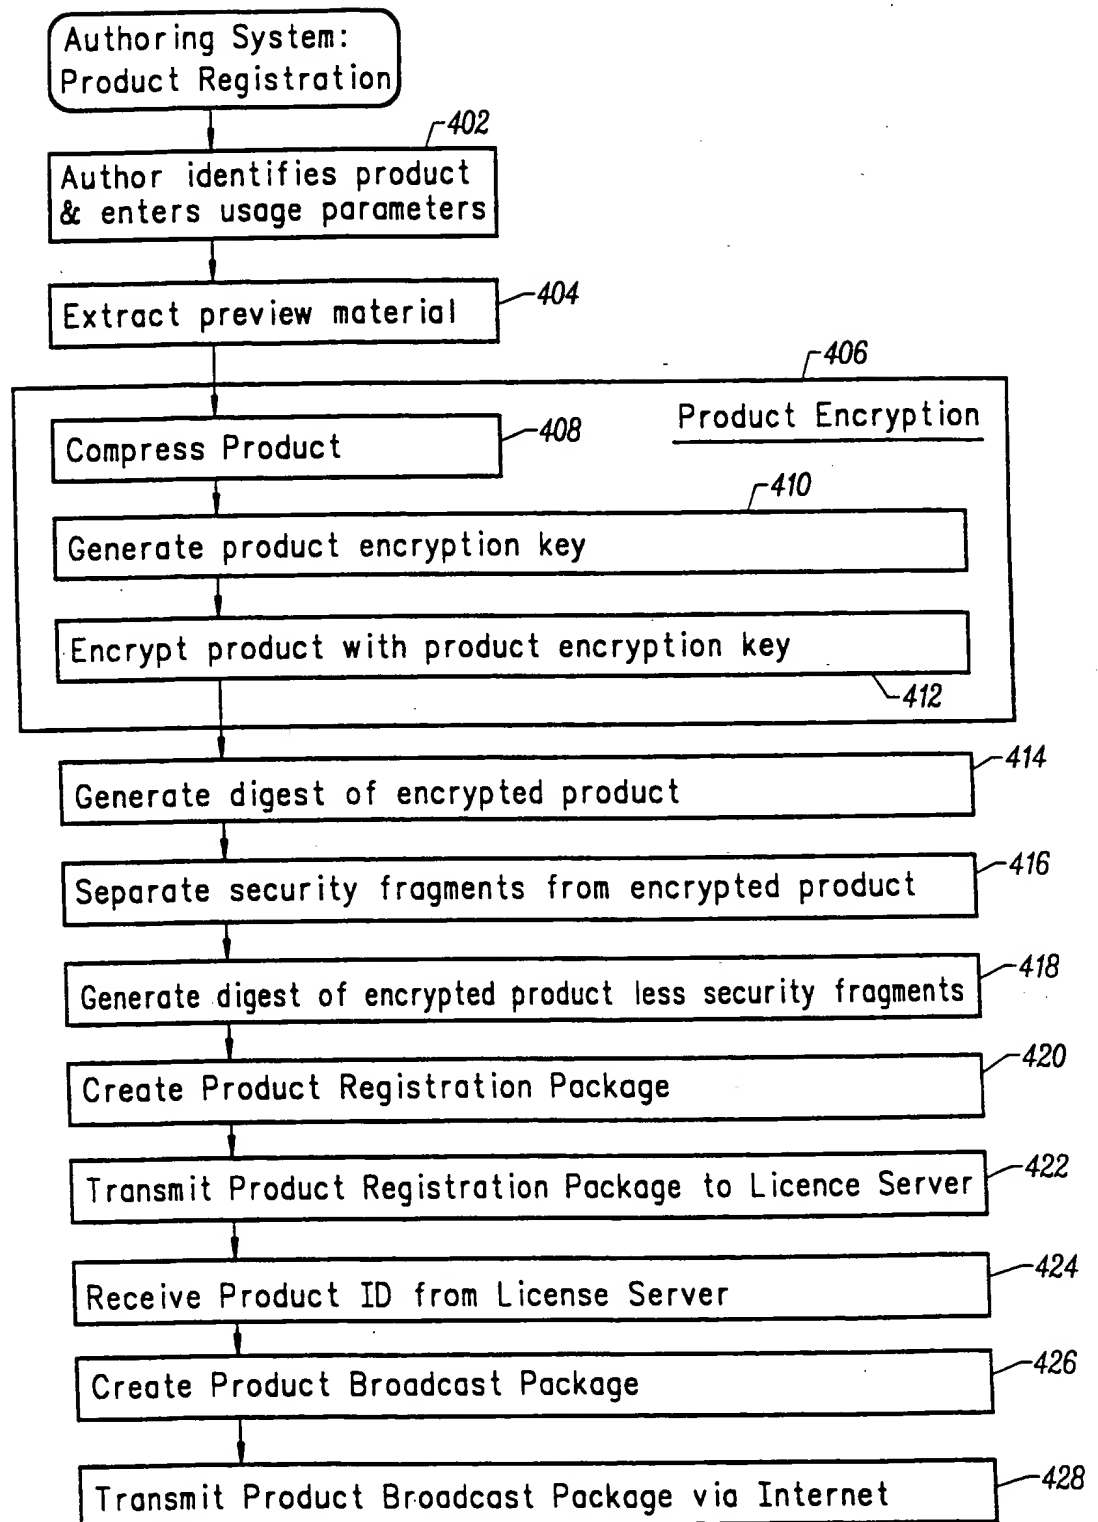 Authoring System:
Product Registration
402
Author identifies product
& enters usage parameters
404
Extract preview material
406
Product Encryption
408
Compress Product
410
Generate product encryption key
Encrypt product with product encryption key
412
414
Generate digest of encrypted product
416
Separate security fragments from encrypted product
418
Generate digest of encrypted product less security fragments
420
Create Product Registration Package
422
Transmit Product Registration Package to Licence Server
424
Receive Product ID from License Server
426
Create Product Broadcast Package
428
Transmit Product Broadcast Package via Internet